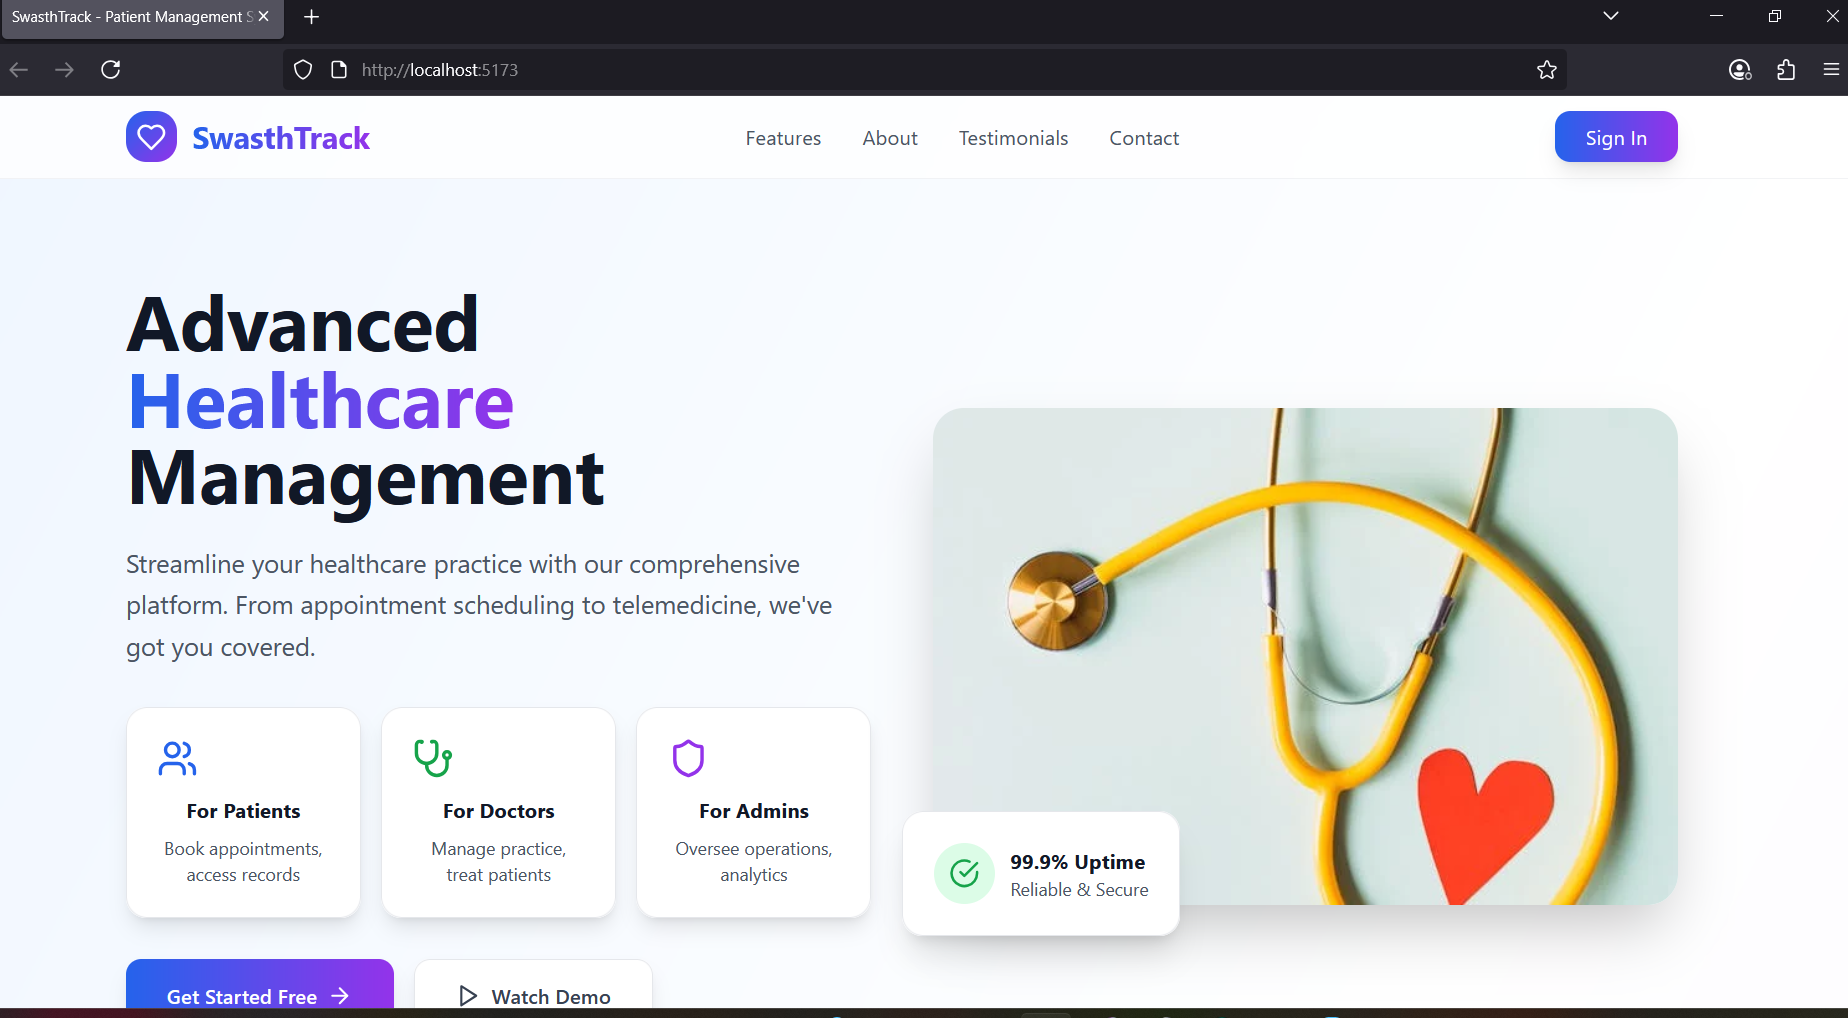 SwasthTrack - Patient Management S
http://localhost:5173
SwasthTrack
Features
About
Testimonials
Contact
Sign In
Advanced
Healthcare
Management
Streamline your healthcare practice with our comprehensive
platform. From appointment scheduling to telemedicine, we've
got you covered.
For Patients
Book appointments,
access records
For Doctors
Manage practice,
treat patients
For Admins
Oversee operations,
analytics
99.9% Uptime
Reliable & Secure
Get Started Free
Watch Demo